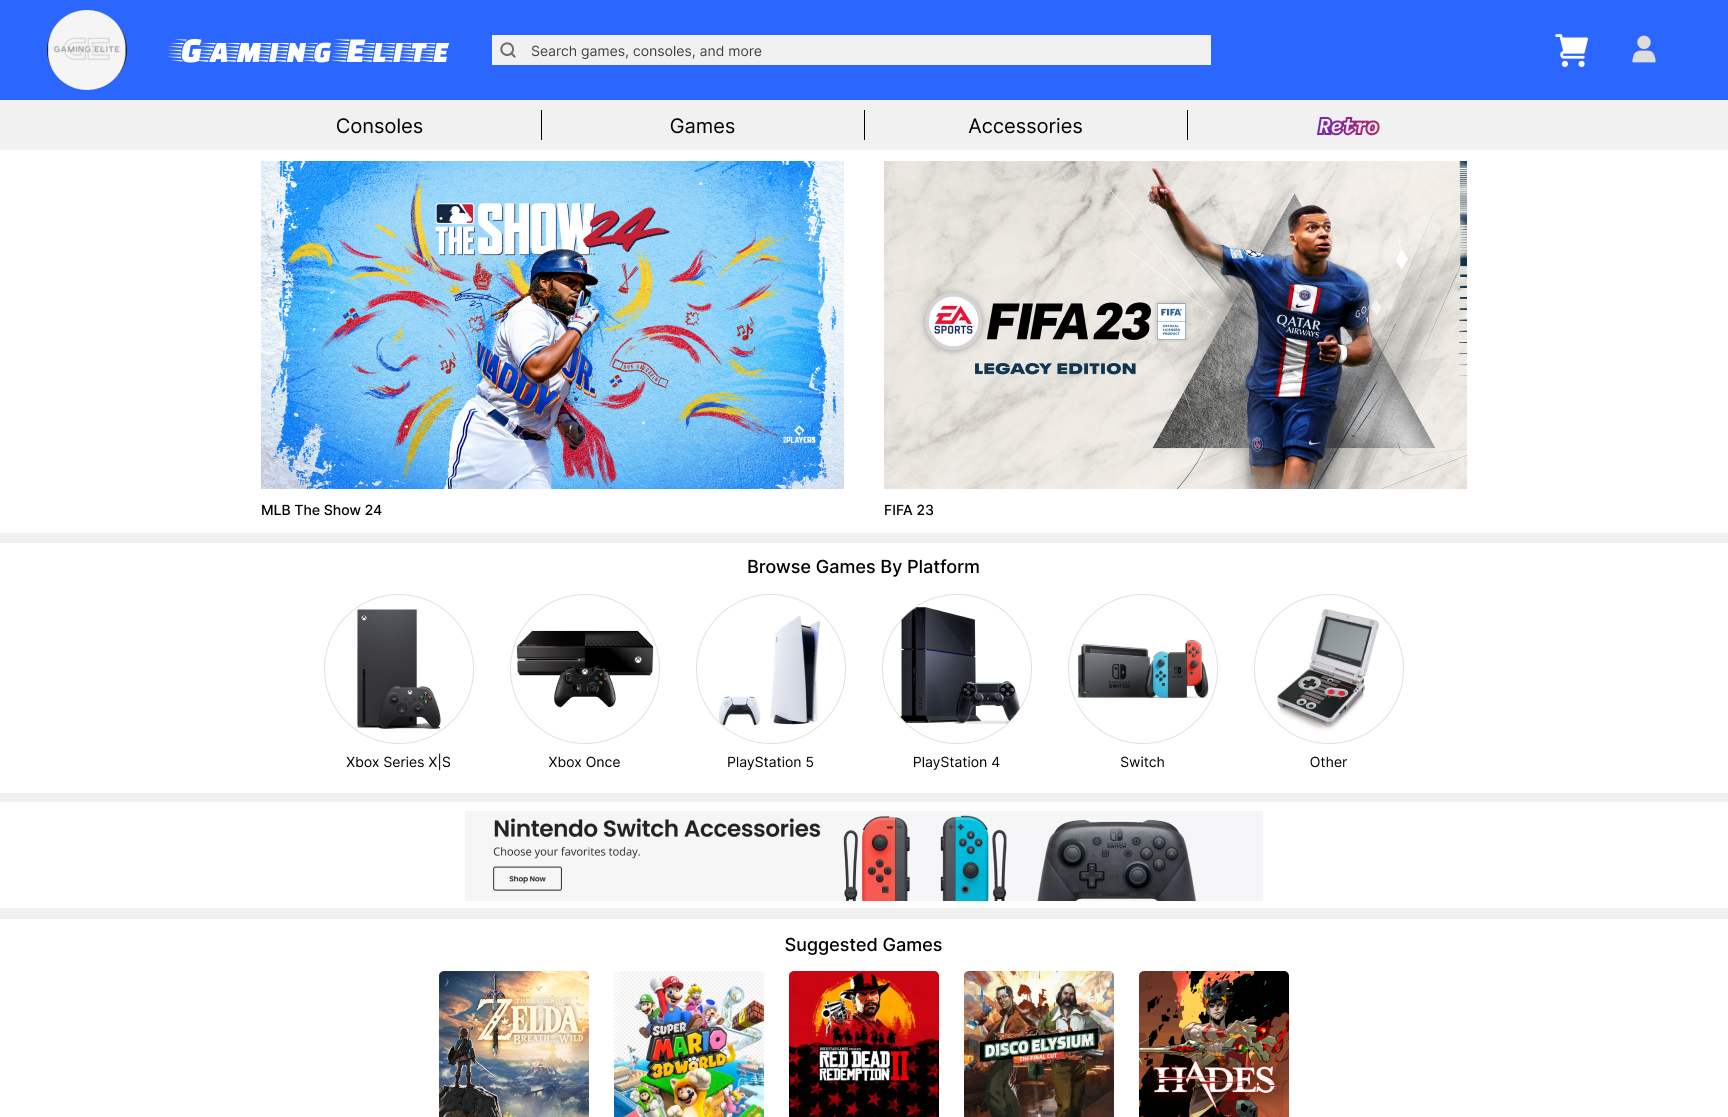 GAMING.ELITE
GAMING ELITE
Search games, consoles, and more
Consoles
Games
Accessories
Retro
THE SHOW 24
VLADDY JR.
FIFA 23
EA SPORTS
FIFA
LEGACY EDITION
QATAR
AIRWAYS
MLB The Show 24
FIFA 23
Browse Games By Platform
Xbox Series X|S
Xbox Once
PlayStation 5
PlayStation 4
Switch
Other
Nintendo Switch Accessories
Choose your favorites today.
Shop Now
Suggested Games
THE LEGEND OF
ZELDA
BREATH OF THE WILD
SUPER
MARIO
3D WORLD
RED DEAD
REDEMPTION II
DISCO ELYSIUM
THE FINAL CUT
HADES